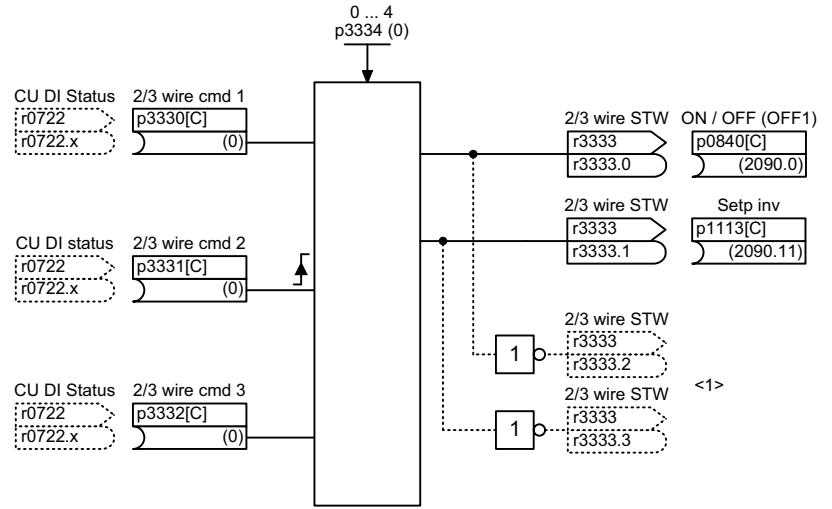 0 ... 4
p3334 (0)
CU DI Status 2/3 wire cmd 1
r0722 p3330[C]
r0722.x (0)
2/3 wire STW ON / OFF (OFF1)
r3333 p0840[C]
r3333.0 (2090.0)
2/3 wire STW Setp inv
r3333 p1113[C]
r3333.1 (2090.11)
CU DI status 2/3 wire cmd 2
r0722 p3331[C]
r0722.x (0)
2/3 wire STW
r3333
1 r3333.2
<1>
2/3 wire STW
r3333
1 r3333.3
CU DI Status 2/3 wire cmd 3
r0722 p3332[C]
r0722.x (0)